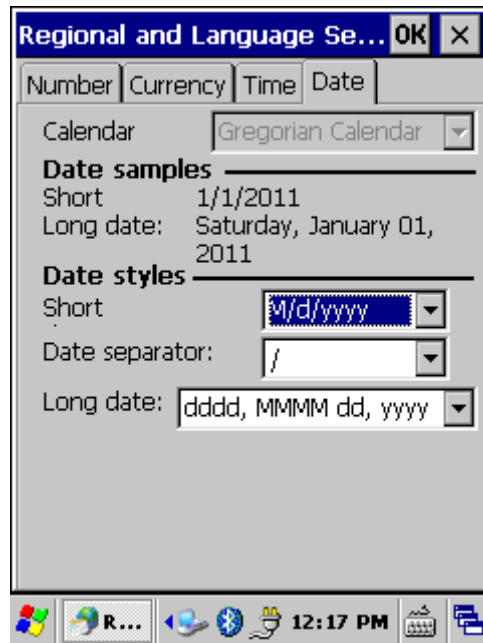 Regional and Language Se... OK ×
Number Currency Time Date
Calendar Gregorian Calendar
Date samples
Short 1/1/2011
Long date: Saturday, January 01,
2011
Date styles
Short M/d/yyyy
Date separator: /
Long date: dddd, MMMM dd, yyyy
R... 12:17 PM